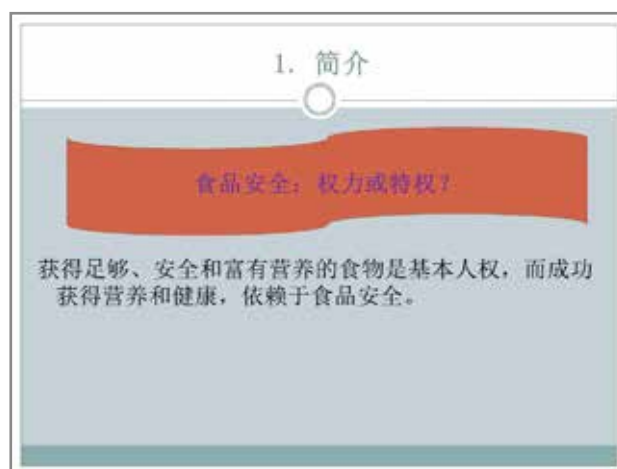 1. 简介
食品安全：权力或特权？
获得足够、安全和富有营养的食物是基本人权，而成功
获得营养和健康，依赖于食品安全。